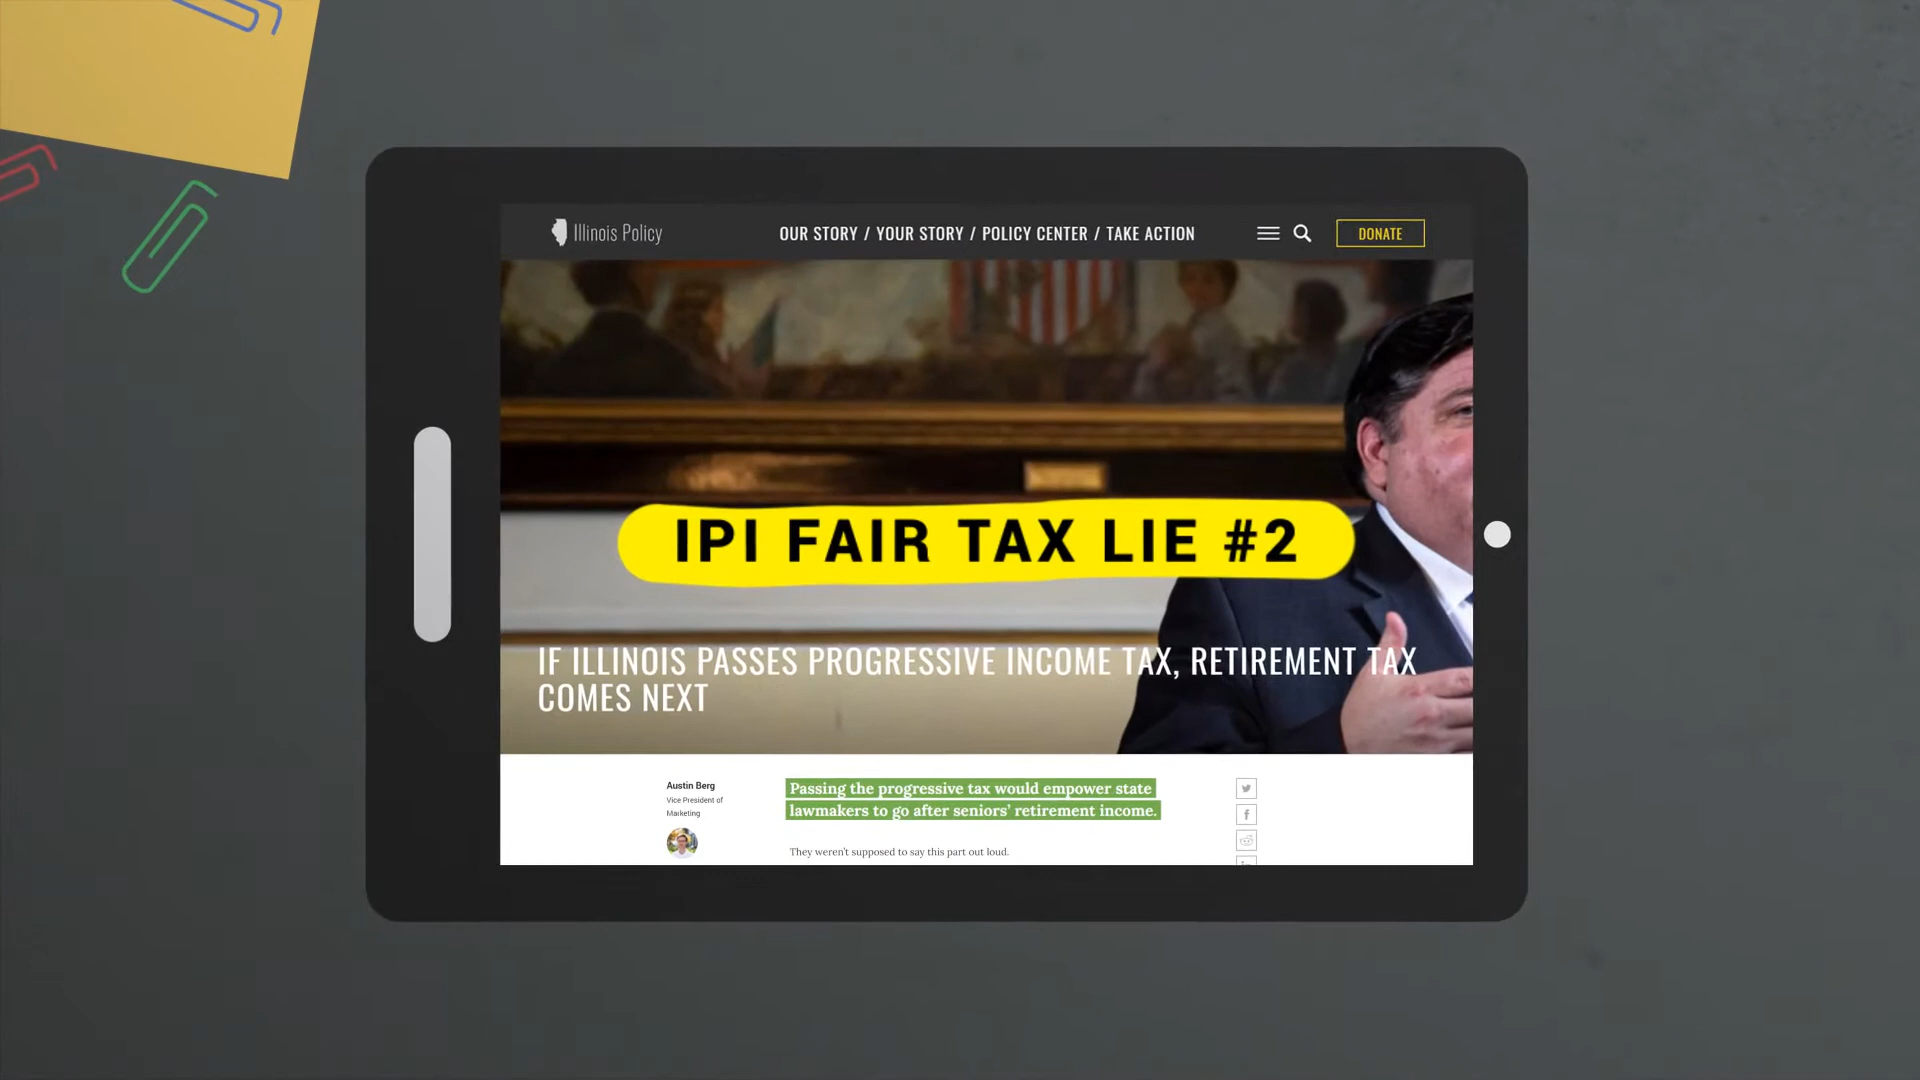 Illinois Policy
OUR STORY / YOUR STORY / POLICY CENTER / TAKE ACTION
DONATE
IPI FAIR TAX LIE #2
IF ILLINOIS PASSES PROGRESSIVE INCOME TAX, RETIREMENT TAX
COMES NEXT
Austin Berg
Vice President of
Marketing
Passing the progressive tax would empower state
lawmakers to go after seniors’ retirement income.
They weren’t supposed to say this part out loud.